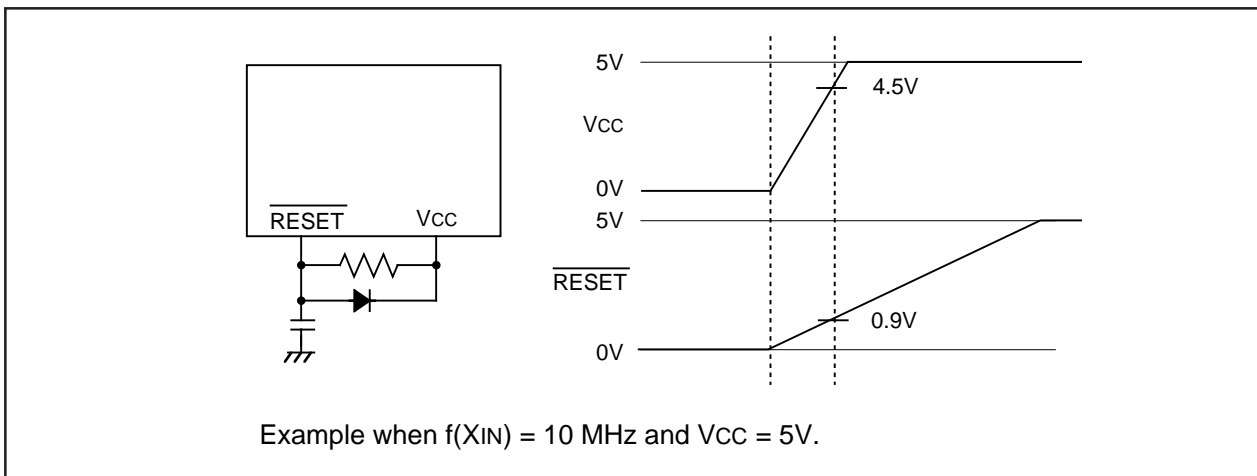 RESET
VCC
5V
4.5V
VCC
0V
5V
RESET
0.9V
0V
Example when f(XIN) = 10 MHz and VCC = 5V.